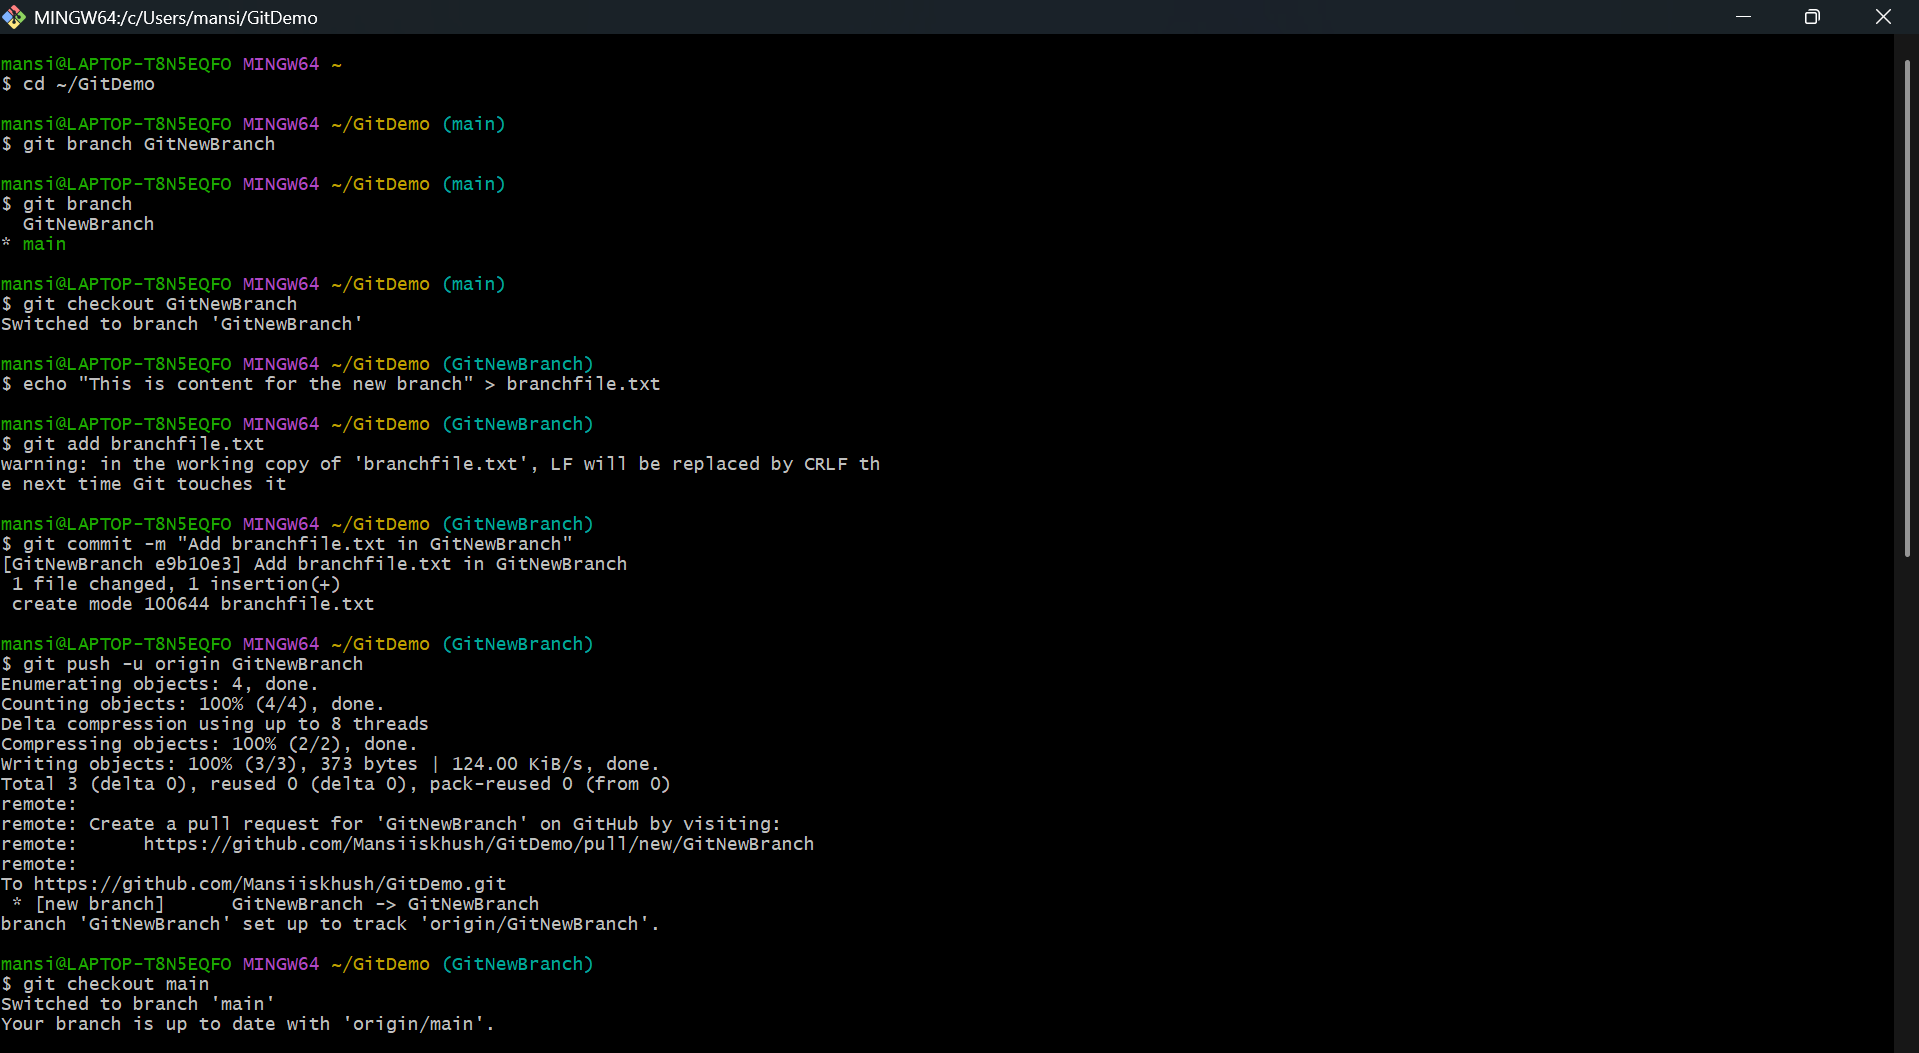 MINGW64:/c/Users/mansi/GitDemo
mansi@LAPTOP-T8N5EQFO MINGW64 ~
$ cd ~/GitDemo
mansi@LAPTOP-T8N5EQFO MINGW64 ~/GitDemo (main)
$ git branch GitNewBranch
mansi@LAPTOP-T8N5EQFO MINGW64 ~/GitDemo (main)
$ git branch
  GitNewBranch
* main
mansi@LAPTOP-T8N5EQFO MINGW64 ~/GitDemo (main)
$ git checkout GitNewBranch
Switched to branch 'GitNewBranch'
mansi@LAPTOP-T8N5EQFO MINGW64 ~/GitDemo (GitNewBranch)
$ echo "This is content for the new branch" > branchfile.txt
mansi@LAPTOP-T8N5EQFO MINGW64 ~/GitDemo (GitNewBranch)
$ git add branchfile.txt
warning: in the working copy of 'branchfile.txt', LF will be replaced by CRLF th
e next time Git touches it
mansi@LAPTOP-T8N5EQFO MINGW64 ~/GitDemo (GitNewBranch)
$ git commit -m "Add branchfile.txt in GitNewBranch"
[GitNewBranch e9b10e3] Add branchfile.txt in GitNewBranch
 1 file changed, 1 insertion(+)
 create mode 100644 branchfile.txt
mansi@LAPTOP-T8N5EQFO MINGW64 ~/GitDemo (GitNewBranch)
$ git push -u origin GitNewBranch
Enumerating objects: 4, done.
Counting objects: 100% (4/4), done.
Delta compression using up to 8 threads
Compressing objects: 100% (2/2), done.
Writing objects: 100% (3/3), 373 bytes | 124.00 KiB/s, done.
Total 3 (delta 0), reused 0 (delta 0), pack-reused 0 (from 0)
remote:
remote: Create a pull request for 'GitNewBranch' on GitHub by visiting:
remote:      https://github.com/Mansiiskhush/GitDemo/pull/new/GitNewBranch
remote:
To https://github.com/Mansiiskhush/GitDemo.git
 * [new branch]      GitNewBranch -> GitNewBranch
branch 'GitNewBranch' set up to track 'origin/GitNewBranch'.
mansi@LAPTOP-T8N5EQFO MINGW64 ~/GitDemo (GitNewBranch)
$ git checkout main
Switched to branch 'main'
Your branch is up to date with 'origin/main'.